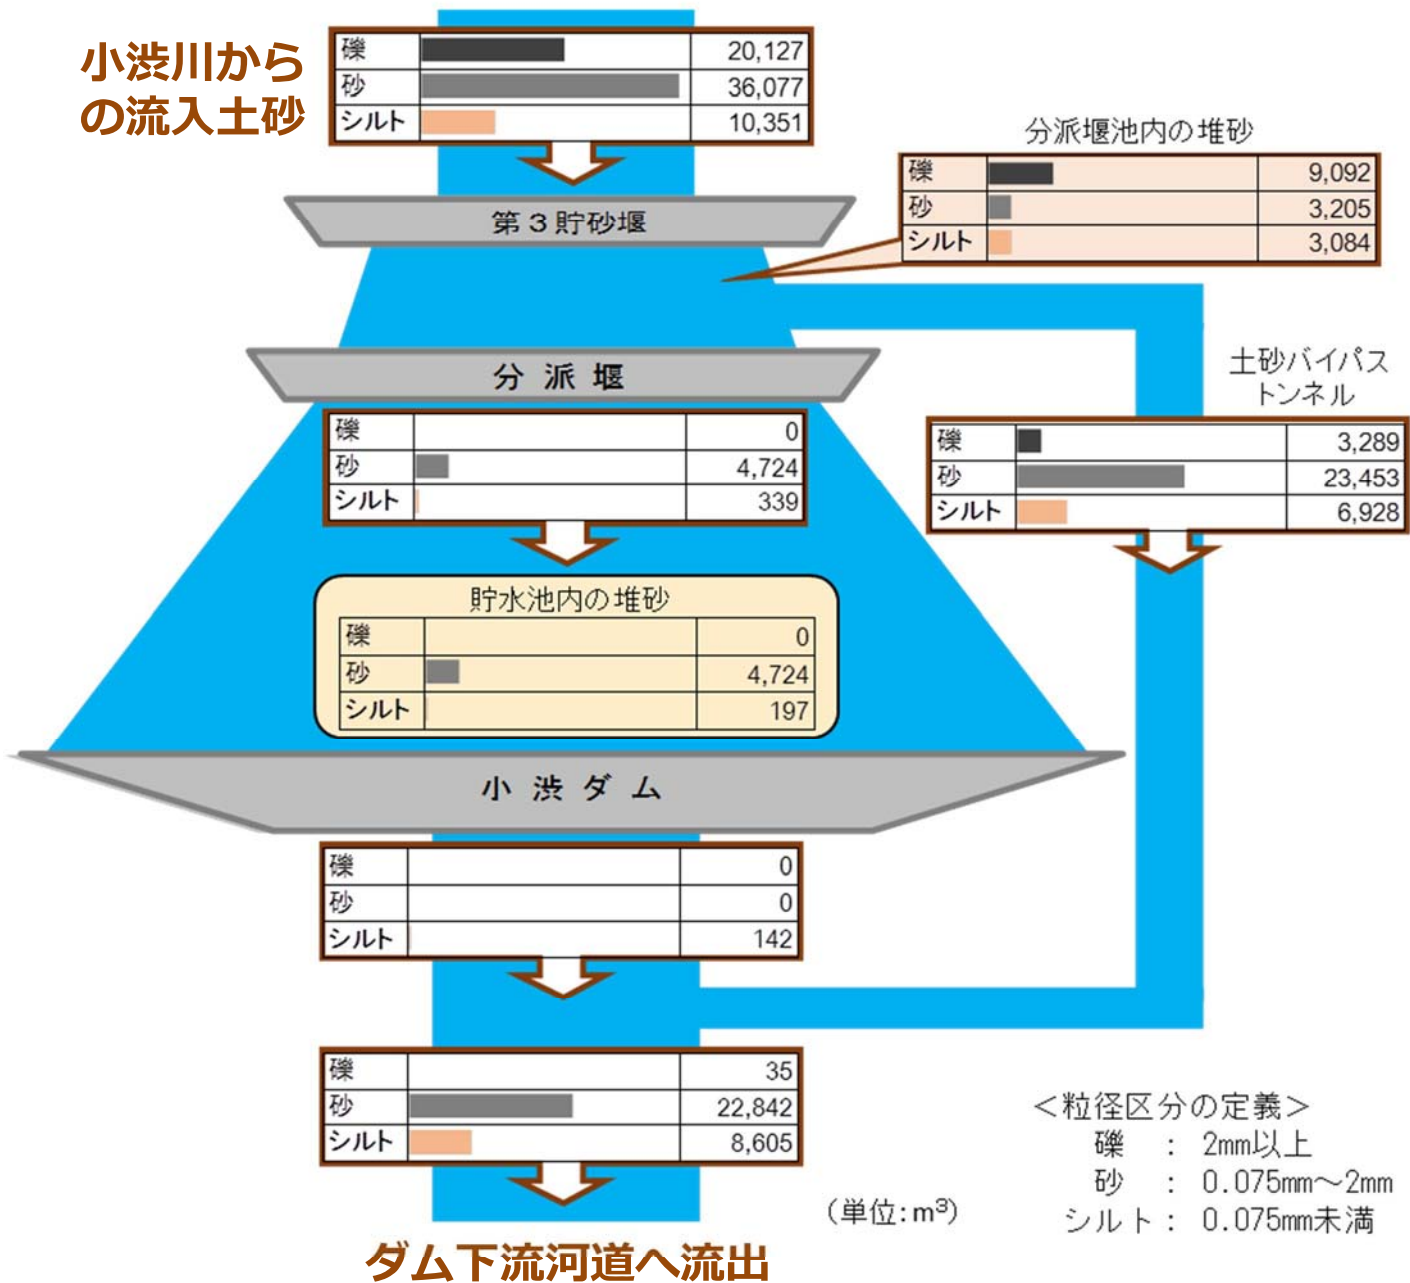 小渋川から
の流入土砂
礫 20,127
砂 36,077
シルト 10,351
第3貯砂堰
分派堰池内の堆砂
礫 9,092
砂 3,205
シルト 3,084
分派堰
礫 0
砂 4,724
シルト 339
土砂バイパス
トンネル
礫 3,289
砂 23,453
シルト 6,928
貯水池内の堆砂
礫 0
砂 4,724
シルト 197
小渋ダム
礫 0
砂 0
シルト 142
礫 35
砂 22,842
シルト 8,605
ダム下流河道へ流出
(単位:m³)
＜粒径区分の定義＞
礫 : 2mm以上
砂 : 0.075mm～2mm
シルト: 0.075mm未満